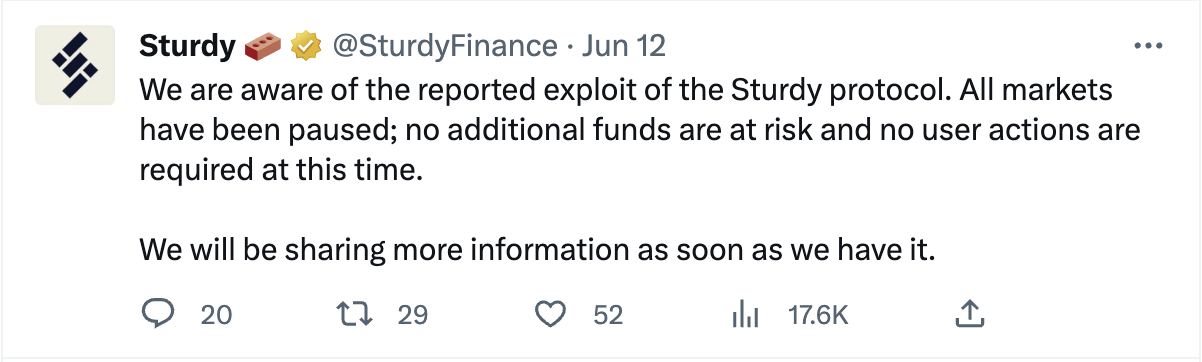 Sturdy 🧱 @SturdyFinance · Jun 12
We are aware of the reported exploit of the Sturdy protocol. All markets
have been paused; no additional funds are at risk and no user actions are
required at this time.
We will be sharing more information as soon as we have it.
20 29 52 17.6K